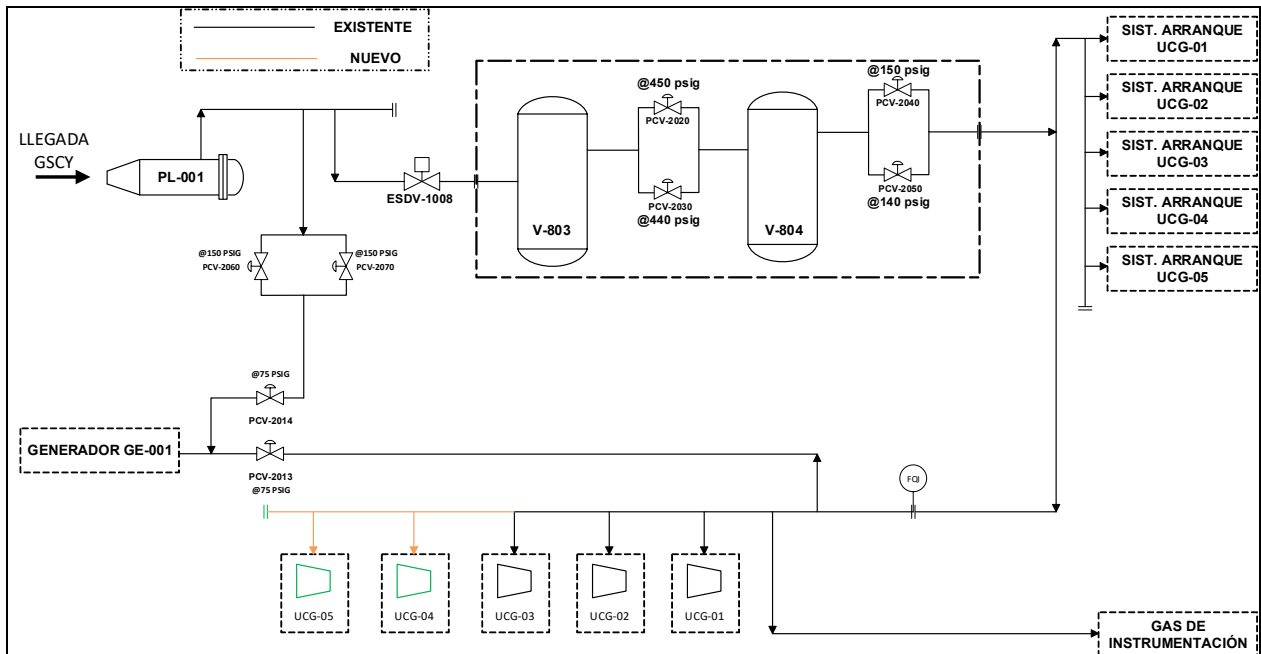 EXISTENTE
NUEVO
LLEGADA
GSCY
PL-001
ESDV-1008
V-803
@450 psig
PCV-2020
PCV-2030
@440 psig
V-804
@150 psig
PCV-2040
PCV-2050
@140 psig
SIST. ARRANQUE
UCG-01
SIST. ARRANQUE
UCG-02
SIST. ARRANQUE
UCG-03
SIST. ARRANQUE
UCG-04
SIST. ARRANQUE
UCG-05
@150 PSIG
PCV-2060
@150 PSIG
PCV-2070
@75 PSIG
PCV-2014
GENERADOR GE-001
PCV-2013
@75 PSIG
FQI
UCG-05
UCG-04
UCG-03
UCG-02
UCG-01
GAS DE
INSTRUMENTACIÓN